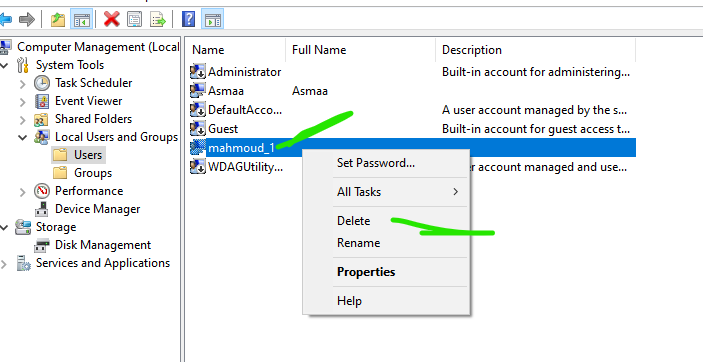 Computer Management (Local
System Tools
Task Scheduler
Event Viewer
Shared Folders
Local Users and Groups
Users
Groups
Performance
Device Manager
Storage
Disk Management
Services and Applications
Name Full Name Description
Administrator Built-in account for administering...
Asmaa Asmaa
DefaultAcco... A user account managed by the s...
Guest Built-in account for guest access t...
mahmoud_1
WDAGUtility... er account managed and use...
Set Password...
All Tasks
Delete
Rename
Properties
Help